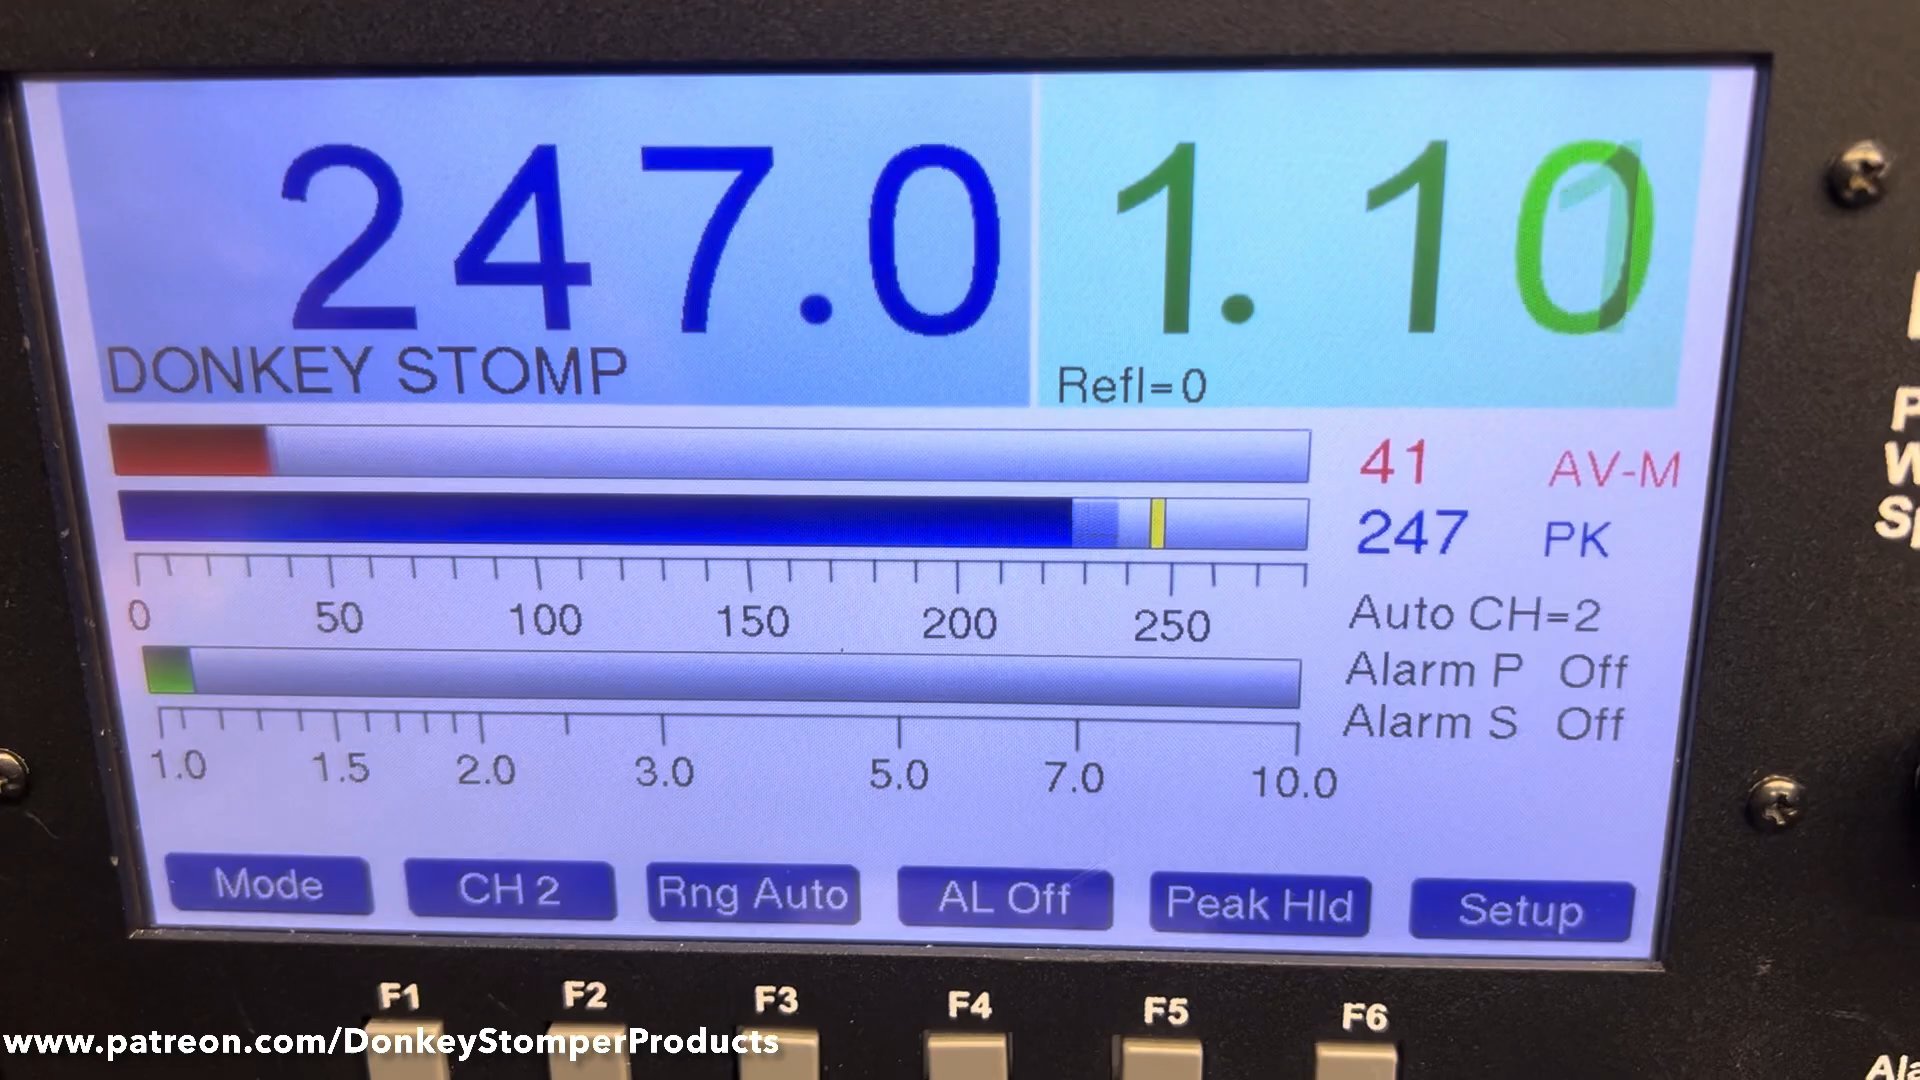 247.0
1.10
DONKEY STOMP
Refl=0
41 AV-M
247 PK
0 50 100 150 200 250
Auto CH=2
Alarm P Off
Alarm S Off
1.0 1.5 2.0 3.0 5.0 7.0 10.0
Mode CH 2 Rng Auto AL Off Peak Hld Setup
F1 F2 F3 F4 F5 F6
www.patreon.com/DonkeyStomperProducts